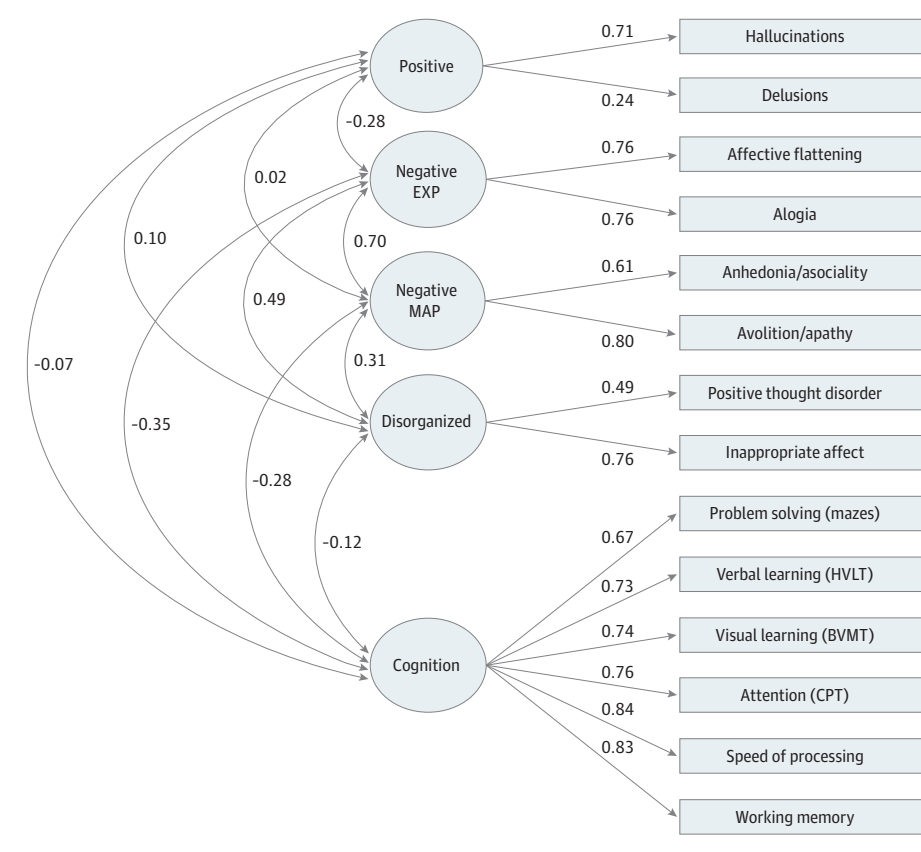 0.71
Hallucinations
Positive
Delusions
0.24
-0.28
0.76
Affective flattening
Negative
EXP
0.02
Alogia
0.76
0.10
0.70
0.61
Anhedonia/asociality
Negative
MAP
0.49
Avolition/apathy
0.80
-0.07
0.31
0.49
Positive thought disorder
Disorganized
-0.35
Inappropriate affect
0.76
-0.28
Problem solving (mazes)
0.67
-0.12
Verbal learning (HVLT)
0.73
0.74
Visual learning (BVMT)
Cognition
0.76
Attention (CPT)
0.84
0.83
Speed of processing
Working memory